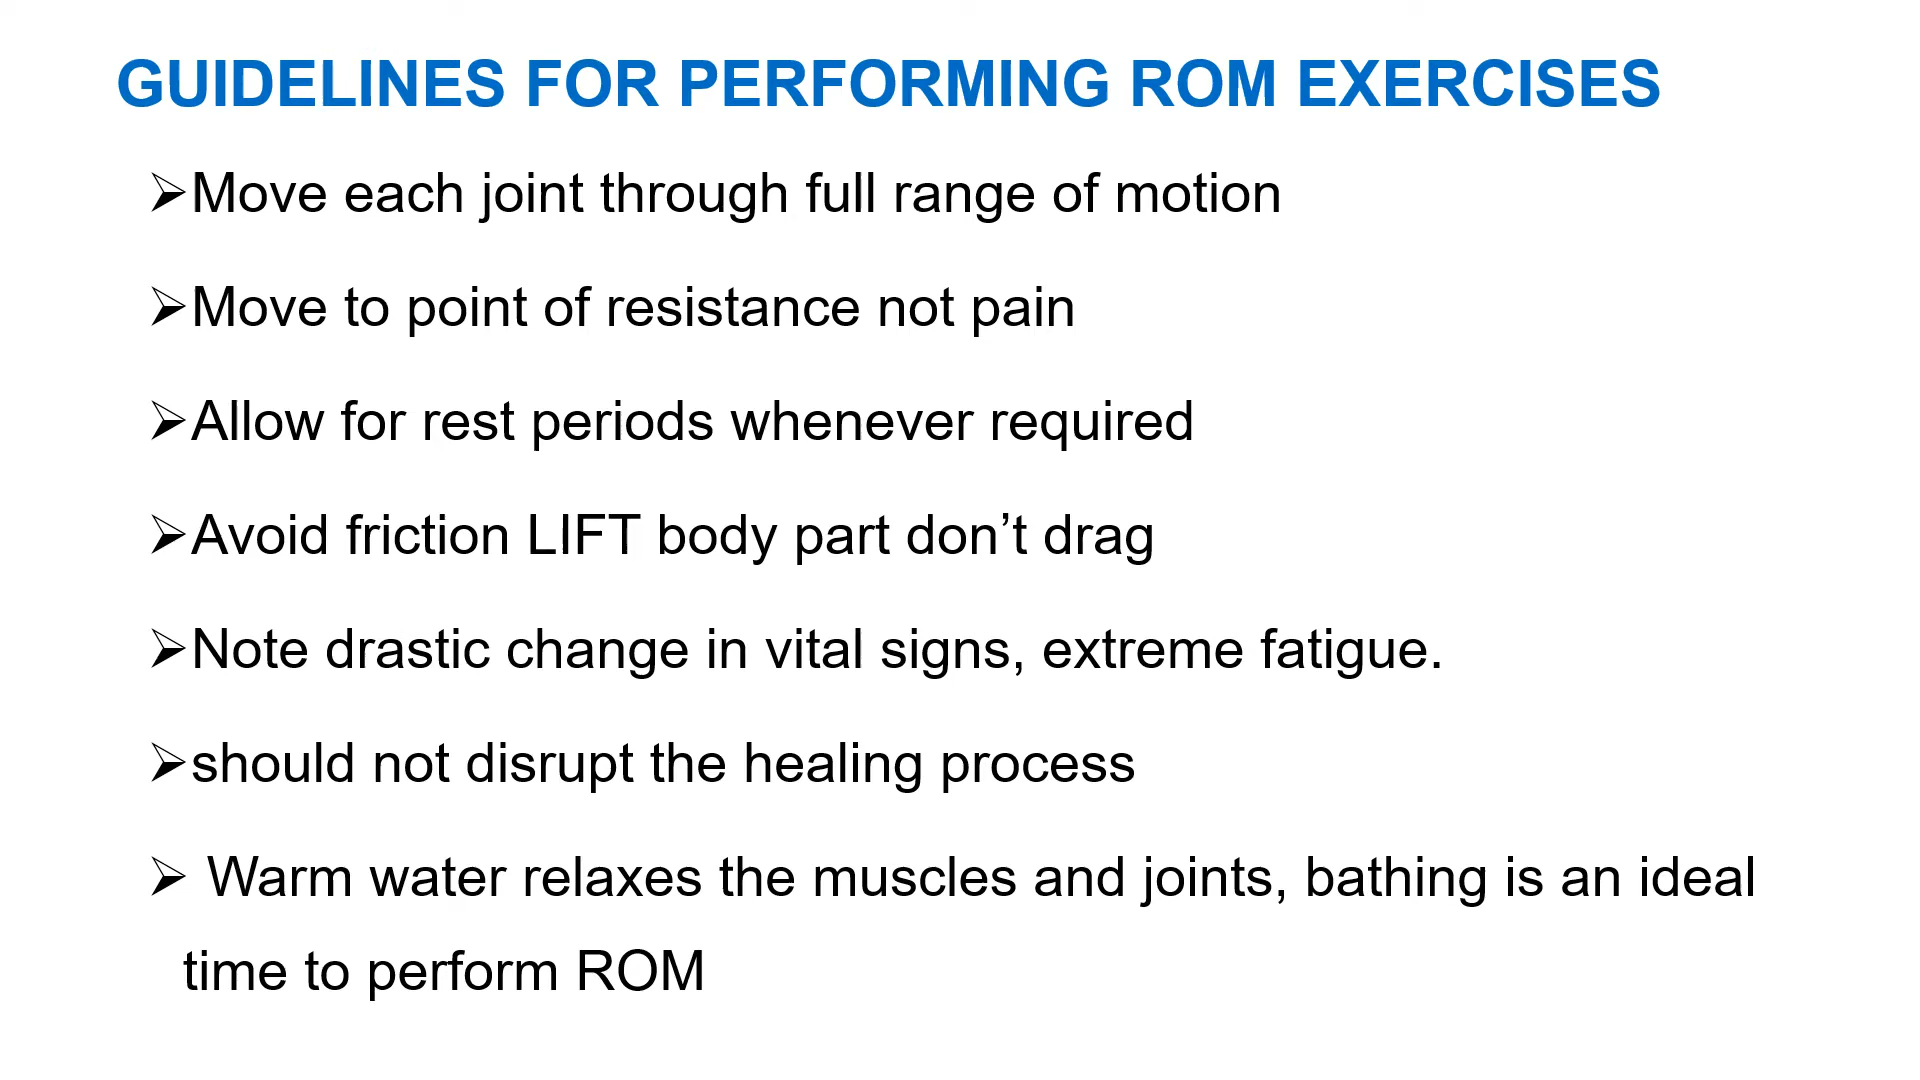 GUIDELINES FOR PERFORMING ROM EXERCISES
➢Move each joint through full range of motion
➢Move to point of resistance not pain
➢Allow for rest periods whenever required
➢Avoid friction LIFT body part don’t drag
➢Note drastic change in vital signs, extreme fatigue.
➢should not disrupt the healing process
➢ Warm water relaxes the muscles and joints, bathing is an ideal
time to perform ROM